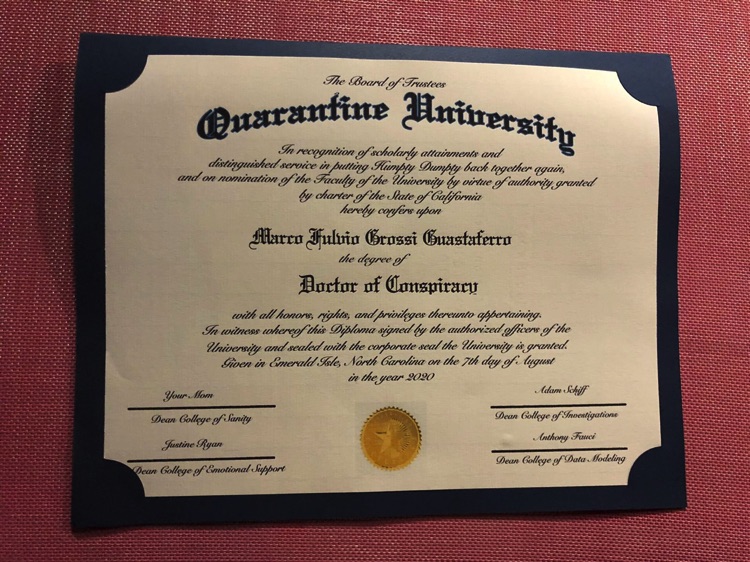 The Board of Trustees
Quarantine University
In recognition of scholarly attainments and
distinguished service in putting Humpty Dumpty back together again,
and on nomination of the Faculty of the University by virtue of authority granted
by charter of the State of California
hereby confers upon
Marco Fulvio Grossi Guastaferro
the degree of
Doctor of Conspiracy
with all honors, rights, and privileges thereunto appertaining.
In witness whereof this Diploma signed by the authorized officers of the
University and sealed with the corporate seal the University is granted.
Given in Emerald Isle, North Carolina on the 7th day of August
in the year 2020
Your Mom
Dean College of Sanity
Justine Ryan
Dean College of Emotional Support
Adam Schiff
Dean College of Investigations
Anthony Fauci
Dean College of Data Modeling